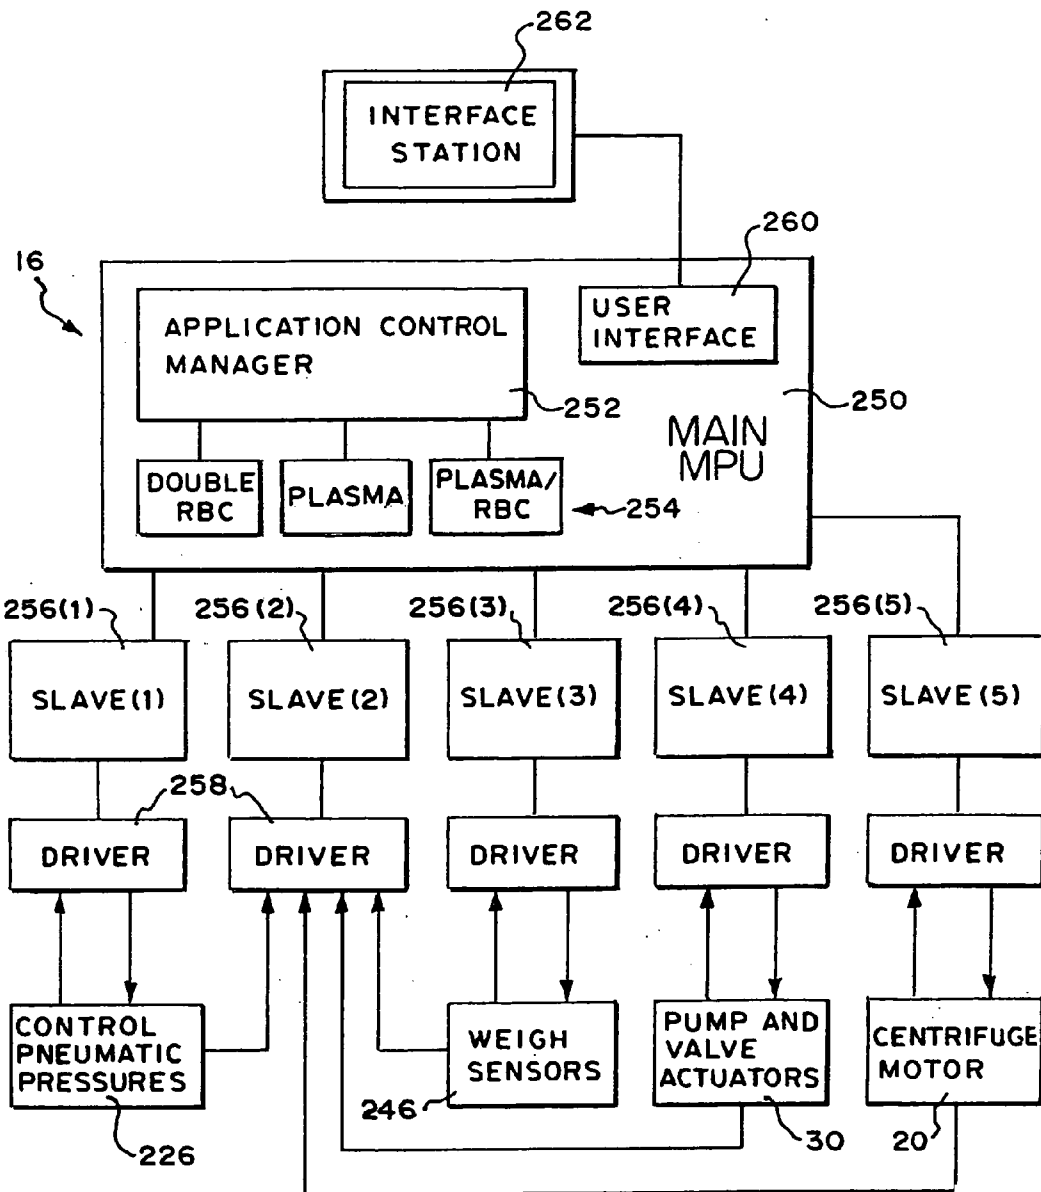 262
INTERFACE
STATION
260
16
USER
INTERFACE
APPLICATION CONTROL
MANAGER
252
250
MAIN
MPU
DOUBLE
RBC
PLASMA
PLASMA/
RBC
254
256(1)
256(2)
256(3)
256(4)
256(5)
SLAVE(1)
SLAVE(2)
SLAVE(3)
SLAVE(4)
SLAVE(5)
258
DRIVER
DRIVER
DRIVER
DRIVER
DRIVER
CONTROL
PNEUMATIC
PRESSURES
WEIGH
SENSORS
PUMP AND
VALVE
ACTUATORS
CENTRIFUGE
MOTOR
226
246
30
20